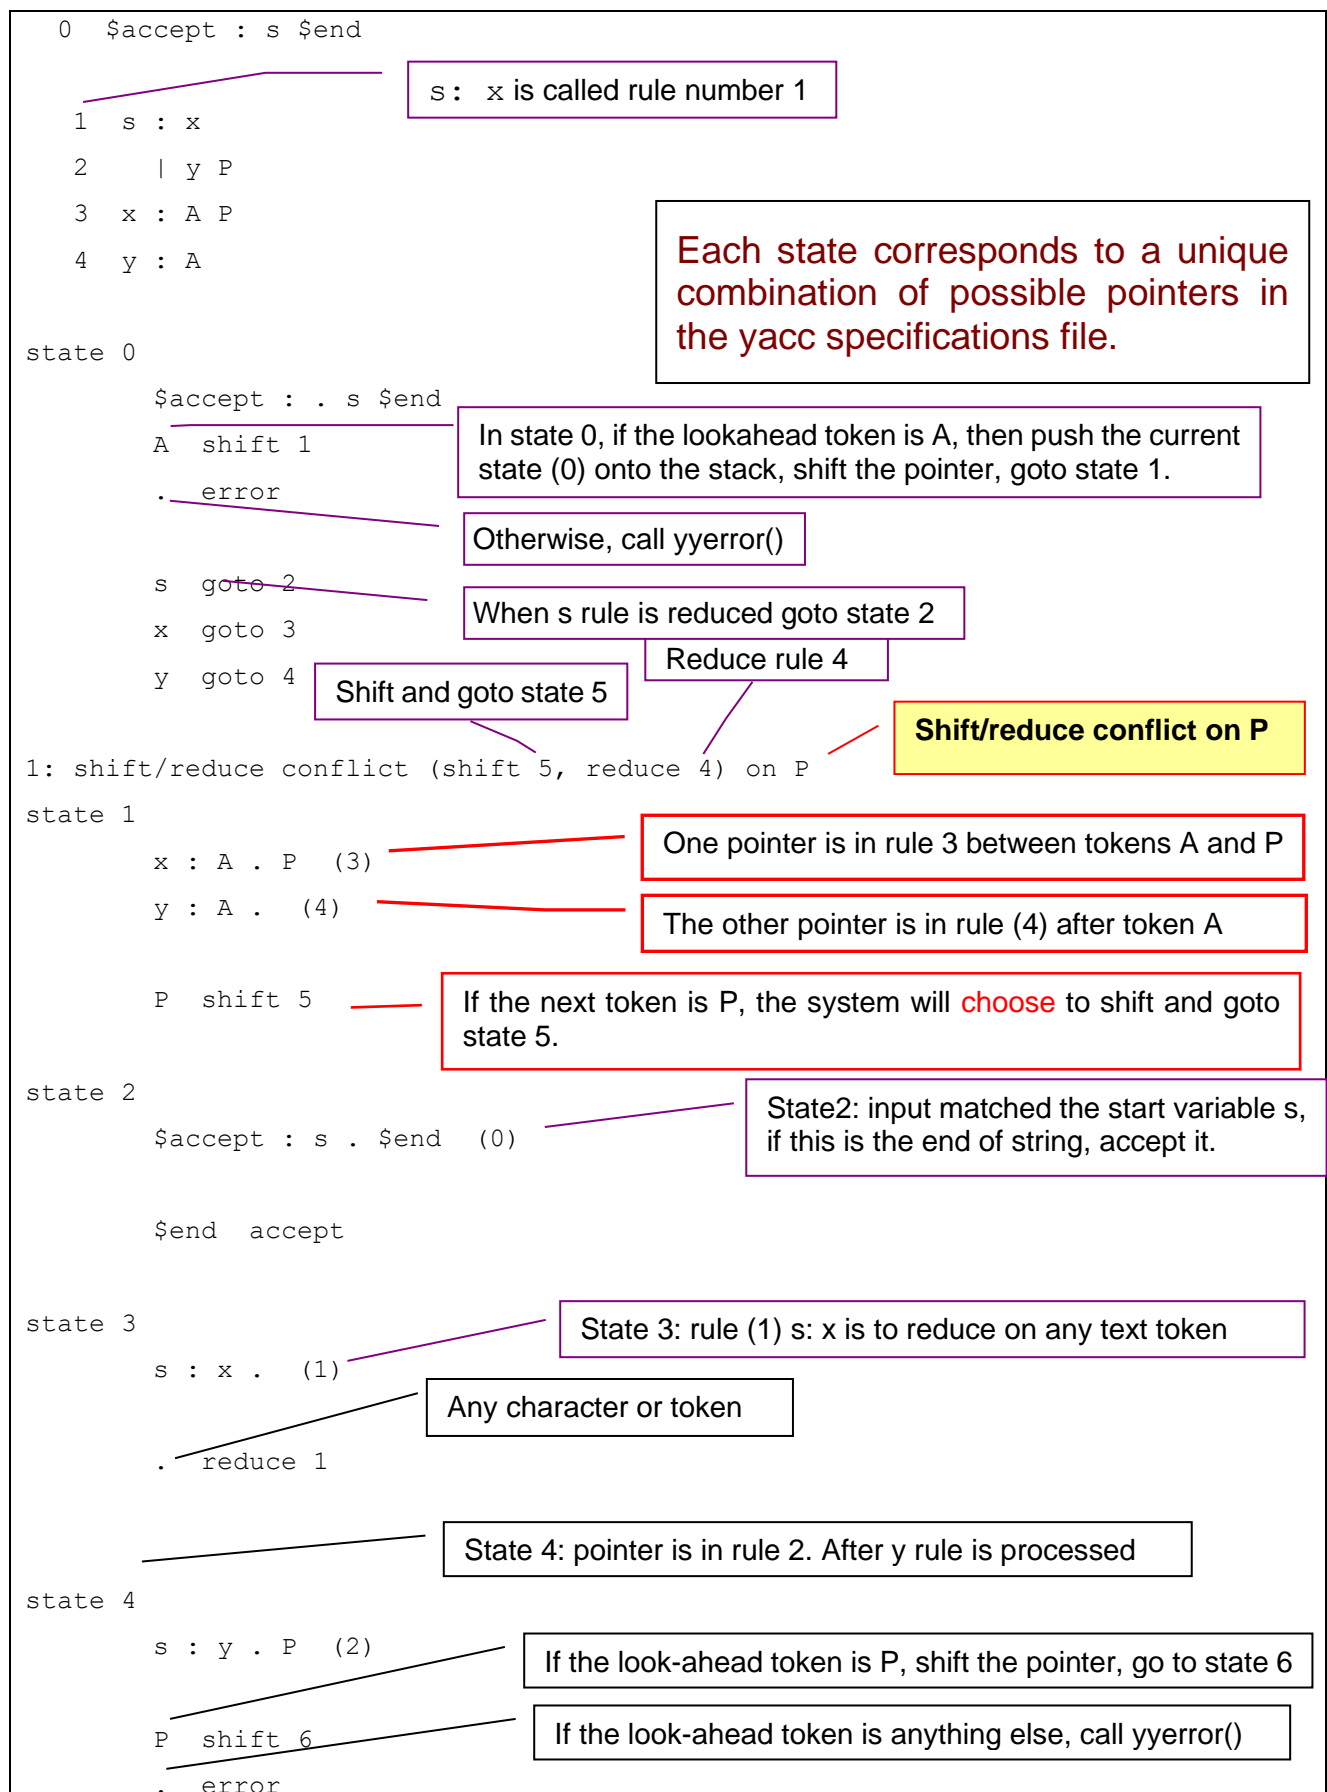 0  $accept : s $end
s: x is called rule number 1
1  s : x
2    | y P
3  x : A P
4  y : A
Each state corresponds to a unique
combination of possible pointers in
the yacc specifications file.
state 0
$accept : . s $end
In state 0, if the lookahead token is A, then push the current
state (0) onto the stack, shift the pointer, goto state 1.
A  shift 1
.  error
Otherwise, call yyerror()
s  goto 2
When s rule is reduced goto state 2
x  goto 3
Reduce rule 4
y  goto 4
Shift and goto state 5
Shift/reduce conflict on P
1: shift/reduce conflict (shift 5, reduce 4) on P
state 1
One pointer is in rule 3 between tokens A and P
x : A . P  (3)
y : A .  (4)
The other pointer is in rule (4) after token A
P  shift 5
If the next token is P, the system will choose to shift and goto
state 5.
state 2
State2: input matched the start variable s,
if this is the end of string, accept it.
$accept : s . $end  (0)
$end  accept
state 3
State 3: rule (1) s: x is to reduce on any text token
s : x .  (1)
Any character or token
.  reduce 1
State 4: pointer is in rule 2. After y rule is processed
state 4
s : y . P  (2)
If the look-ahead token is P, shift the pointer, go to state 6
P  shift 6
If the look-ahead token is anything else, call yyerror()
.  error